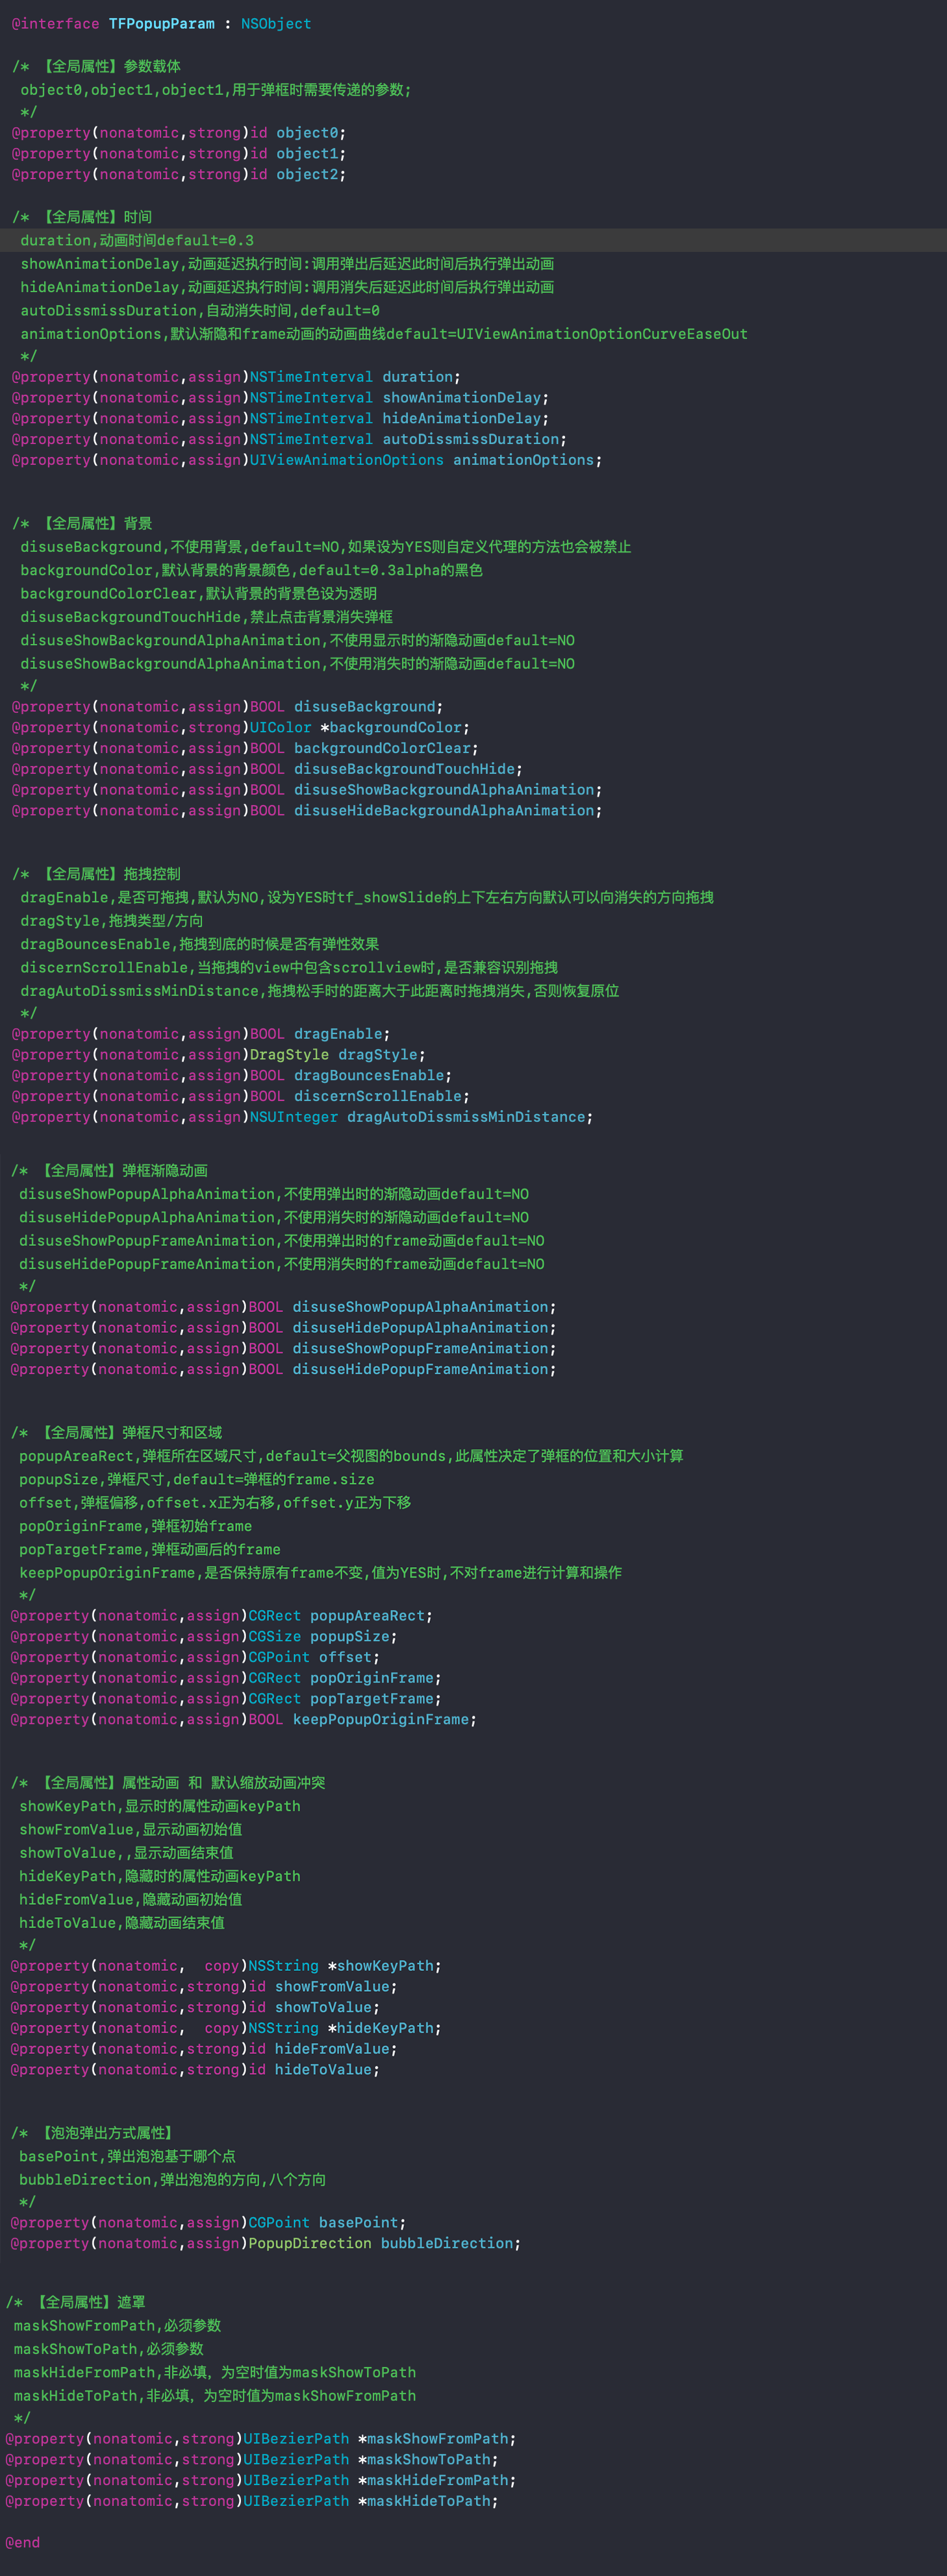 @interface TFPopupParam : NSObject
/* 【全局属性】参数载体
object0,object1,object1,用于弹框时需要传递的参数;
*/
@property(nonatomic,strong)id object0;
@property(nonatomic,strong)id object1;
@property(nonatomic,strong)id object2;
/* 【全局属性】时间
duration,动画时间default=0.3
showAnimationDelay,动画延迟执行时间:调用弹出后延迟此时间后执行弹出动画
hideAnimationDelay,动画延迟执行时间:调用消失后延迟此时间后执行弹出动画
autoDissmissDuration,自动消失时间,default=0
animationOptions,默认渐隐和frame动画的动画曲线default=UIViewAnimationOptionCurveEaseOut
*/
@property(nonatomic,assign)NSTimeInterval duration;
@property(nonatomic,assign)NSTimeInterval showAnimationDelay;
@property(nonatomic,assign)NSTimeInterval hideAnimationDelay;
@property(nonatomic,assign)NSTimeInterval autoDissmissDuration;
@property(nonatomic,assign)UIViewAnimationOptions animationOptions;
/* 【全局属性】背景
disuseBackground,不使用背景,default=NO,如果设为YES则自定义代理的方法也会被禁止
backgroundColor,默认背景的背景颜色,default=0.3alpha的黑色
backgroundColorClear,默认背景的背景色设为透明
disuseBackgroundTouchHide,禁止点击背景消失弹框
disuseShowBackgroundAlphaAnimation,不使用显示时的渐隐动画default=NO
disuseShowBackgroundAlphaAnimation,不使用消失时的渐隐动画default=NO
*/
@property(nonatomic,assign)BOOL disuseBackground;
@property(nonatomic,strong)UIColor *backgroundColor;
@property(nonatomic,assign)BOOL backgroundColorClear;
@property(nonatomic,assign)BOOL disuseBackgroundTouchHide;
@property(nonatomic,assign)BOOL disuseShowBackgroundAlphaAnimation;
@property(nonatomic,assign)BOOL disuseHideBackgroundAlphaAnimation;
/* 【全局属性】拖拽控制
dragEnable,是否可拖拽,默认为NO,设为YES时tf_showSlide的上下左右方向默认可以向消失的方向拖拽
dragStyle,拖拽类型/方向
dragBouncesEnable,拖拽到底的时候是否有弹性效果
discernScrollEnable,当拖拽的view中包含scrollview时,是否兼容识别拖拽
dragAutoDissmissMinDistance,拖拽松手时的距离大于此距离时拖拽消失,否则恢复原位
*/
@property(nonatomic,assign)BOOL dragEnable;
@property(nonatomic,assign)DragStyle dragStyle;
@property(nonatomic,assign)BOOL dragBouncesEnable;
@property(nonatomic,assign)BOOL discernScrollEnable;
@property(nonatomic,assign)NSUInteger dragAutoDissmissMinDistance;
/* 【全局属性】弹框渐隐动画
disuseShowPopupAlphaAnimation,不使用弹出时的渐隐动画default=NO
disuseHidePopupAlphaAnimation,不使用消失时的渐隐动画default=NO
disuseShowPopupFrameAnimation,不使用弹出时的frame动画default=NO
disuseHidePopupFrameAnimation,不使用消失时的frame动画default=NO
*/
@property(nonatomic,assign)BOOL disuseShowPopupAlphaAnimation;
@property(nonatomic,assign)BOOL disuseHidePopupAlphaAnimation;
@property(nonatomic,assign)BOOL disuseShowPopupFrameAnimation;
@property(nonatomic,assign)BOOL disuseHidePopupFrameAnimation;
/* 【全局属性】弹框尺寸和区域
popupAreaRect,弹框所在区域尺寸,default=父视图的bounds,此属性决定了弹框的位置和大小计算
popupSize,弹框尺寸,default=弹框的frame.size
offset,弹框偏移,offset.x正为右移,offset.y正为下移
popOriginFrame,弹框初始frame
popTargetFrame,弹框动画后的frame
keepPopupOriginFrame,是否保持原有frame不变,值为YES时,不对frame进行计算和操作
*/
@property(nonatomic,assign)CGRect popupAreaRect;
@property(nonatomic,assign)CGSize popupSize;
@property(nonatomic,assign)CGPoint offset;
@property(nonatomic,assign)CGRect popOriginFrame;
@property(nonatomic,assign)CGRect popTargetFrame;
@property(nonatomic,assign)BOOL keepPopupOriginFrame;
/* 【全局属性】属性动画 和 默认缩放动画冲突
showKeyPath,显示时的属性动画keyPath
showFromValue,显示动画初始值
showToValue,,显示动画结束值
hideKeyPath,隐藏时的属性动画keyPath
hideFromValue,隐藏动画初始值
hideToValue,隐藏动画结束值
*/
@property(nonatomic,  copy)NSString *showKeyPath;
@property(nonatomic,strong)id showFromValue;
@property(nonatomic,strong)id showToValue;
@property(nonatomic,  copy)NSString *hideKeyPath;
@property(nonatomic,strong)id hideFromValue;
@property(nonatomic,strong)id hideToValue;
/* 【泡泡弹出方式属性】
basePoint,弹出泡泡基于哪个点
bubbleDirection,弹出泡泡的方向,八个方向
*/
@property(nonatomic,assign)CGPoint basePoint;
@property(nonatomic,assign)PopupDirection bubbleDirection;
/* 【全局属性】遮罩
maskShowFromPath,必须参数
maskShowToPath,必须参数
maskHideFromPath,非必填，为空时值为maskShowToPath
maskHideToPath,非必填，为空时值为maskShowFromPath
*/
@property(nonatomic,strong)UIBezierPath *maskShowFromPath;
@property(nonatomic,strong)UIBezierPath *maskShowToPath;
@property(nonatomic,strong)UIBezierPath *maskHideFromPath;
@property(nonatomic,strong)UIBezierPath *maskHideToPath;
@end